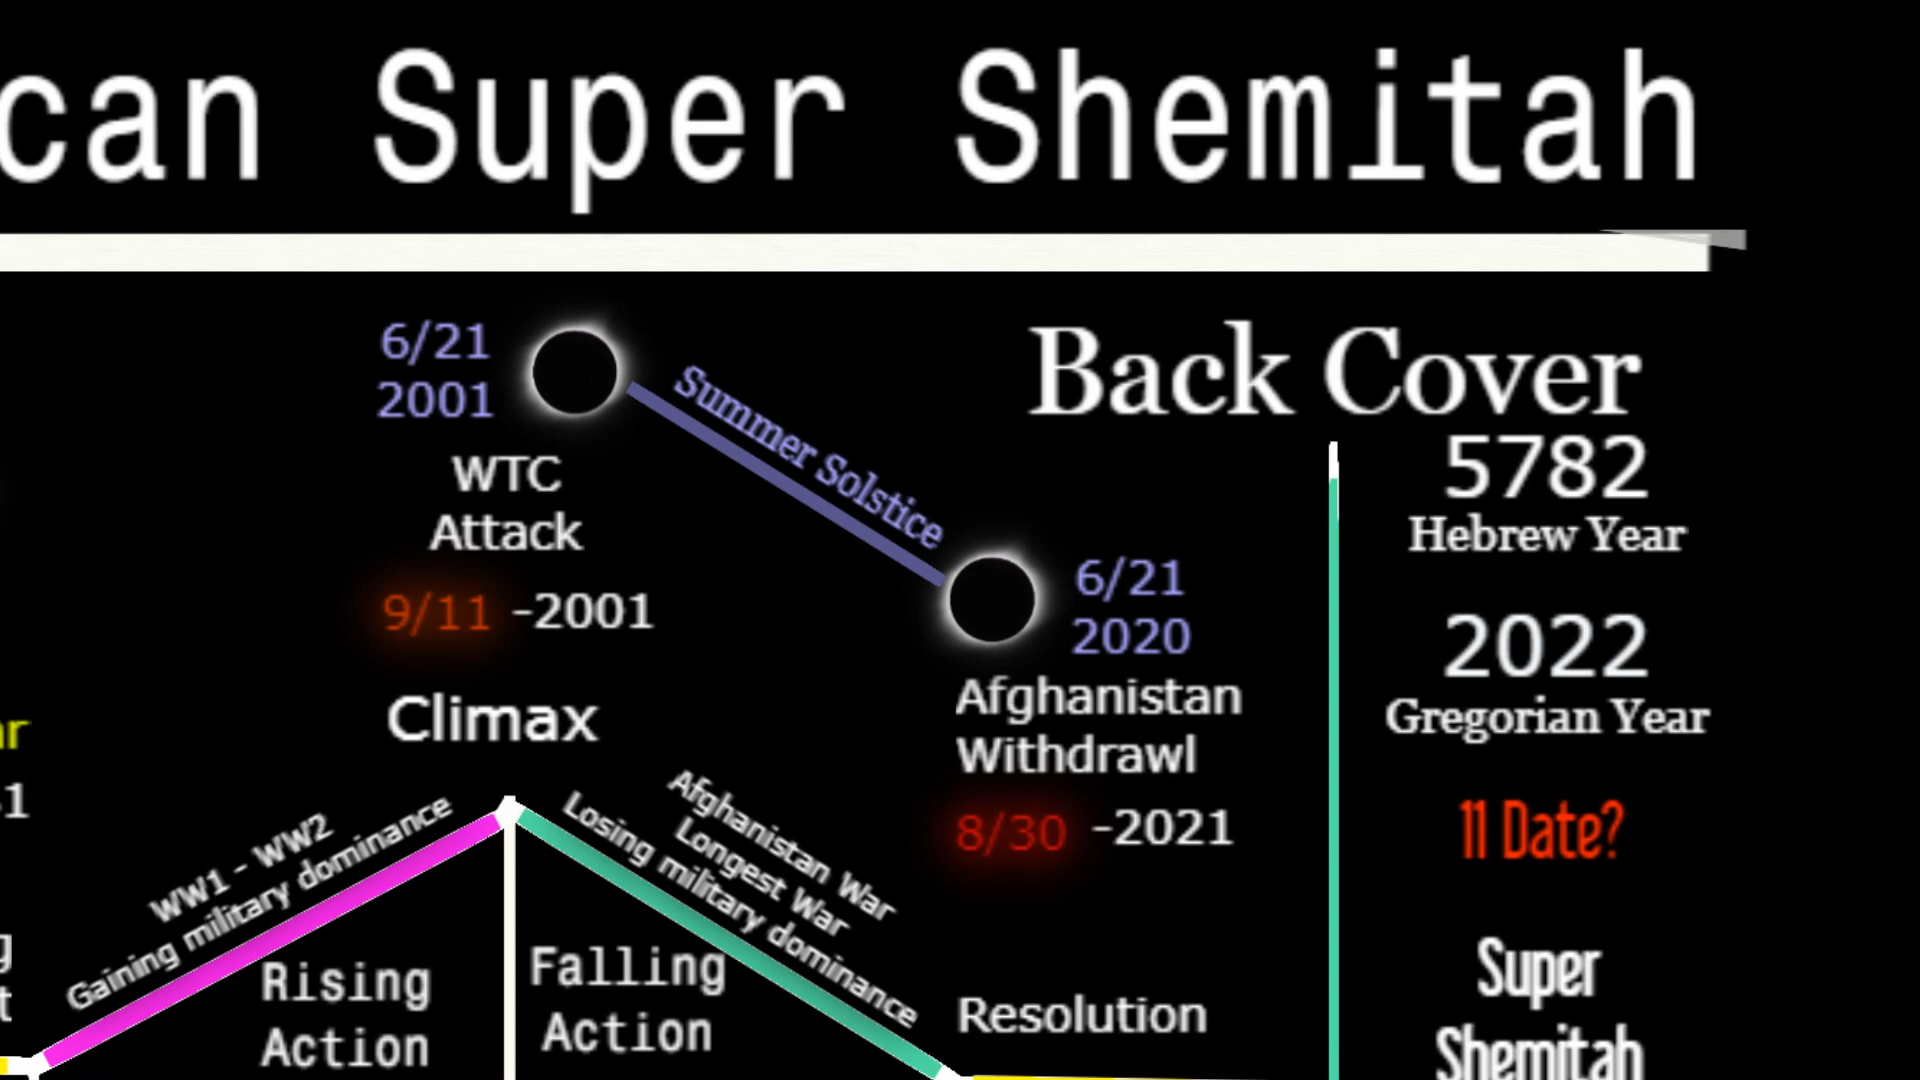 can Super Shemitah
6/21
2001
Summer Solstice
WTC
Attack
9/11 -2001
Climax
6/21
2020
Afghanistan
Withdrawl
8/30 -2021
Back Cover
5782
Hebrew Year
2022
Gregorian Year
11 Date?
Super
Shemitah
WW1 - WW2
Gaining military dominance
Afghanistan War
Longest War
Losing military dominance
Rising
Action
Falling
Action
Resolution